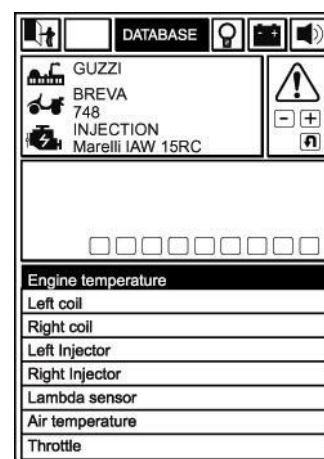 DATABASE
GUZZI
BREVA
748
INJECTION
Marelli IAW 15RC
Engine temperature
Left coil
Right coil
Left Injector
Right Injector
Lambda sensor
Air temperature
Throttle